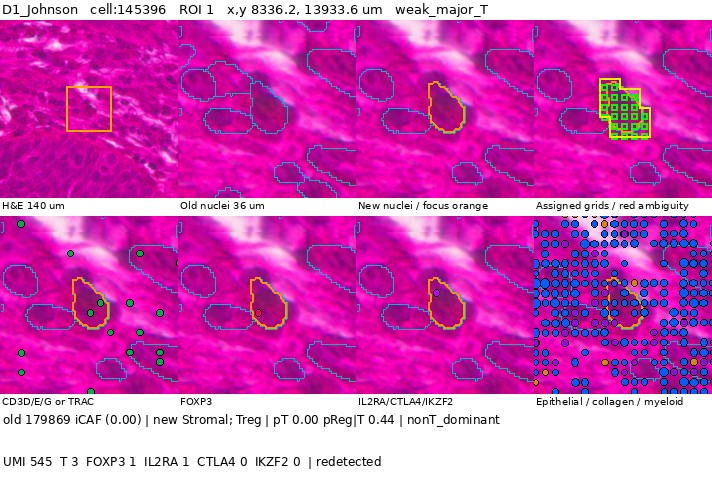 D1_Johnson cell:145396 ROI 1 x,y 8336.2, 13933.6 um weak_major_T
H&E 140 um
Old nuclei 36 um
New nuclei / focus orange
Assigned grids / red ambiguity
CD3D/E/G or TRAC
FOXP3
IL2RA/CTLA4/IKZF2
Epithelial / collagen / myeloid
old 179869 iCAF (0.00) | new Stromal; Treg | pT 0.00 pReg|T 0.44 | nonT_dominant
UMI 545 T 3 FOXP3 1 IL2RA 1 CTLA4 0 IKZF2 0 | redetected